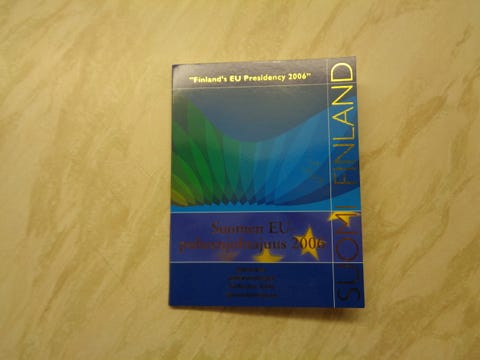 "Finland's EU Presidency 2006"
SUOMI FINLAND
Suomen EU
puheenjohtajuus 2006